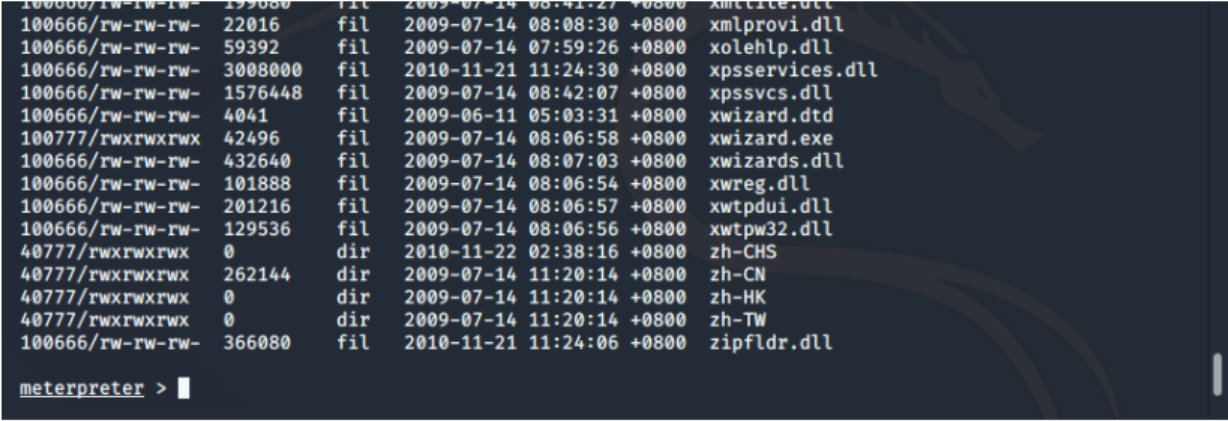 100666/rw-rw-rw-  199680   fil  2009-07-14 08:41:27 +0800  xmllite.dll
100666/rw-rw-rw-  22016    fil  2009-07-14 08:08:30 +0800  xmlprovi.dll
100666/rw-rw-rw-  59392    fil  2009-07-14 07:59:26 +0800  xolehlp.dll
100666/rw-rw-rw-  3008000  fil  2010-11-21 11:24:30 +0800  xpsservices.dll
100666/rw-rw-rw-  1576448  fil  2009-07-14 08:42:07 +0800  xpssvcs.dll
100666/rw-rw-rw-  4041     fil  2009-06-11 05:03:31 +0800  xwizard.dtd
100777/rwxrwxrwx  42496    fil  2009-07-14 08:06:58 +0800  xwizard.exe
100666/rw-rw-rw-  432640   fil  2009-07-14 08:07:03 +0800  xwizards.dll
100666/rw-rw-rw-  101888   fil  2009-07-14 08:06:54 +0800  xwreg.dll
100666/rw-rw-rw-  201216   fil  2009-07-14 08:06:57 +0800  xwtpdui.dll
100666/rw-rw-rw-  129536   fil  2009-07-14 08:06:56 +0800  xwtpw32.dll
40777/rwxrwxrwx   0        dir  2010-11-22 02:38:16 +0800  zh-CHS
40777/rwxrwxrwx   262144   dir  2009-07-14 11:20:14 +0800  zh-CN
40777/rwxrwxrwx   0        dir  2009-07-14 11:20:14 +0800  zh-HK
40777/rwxrwxrwx   0        dir  2009-07-14 11:20:14 +0800  zh-TW
100666/rw-rw-rw-  366080   fil  2010-11-21 11:24:06 +0800  zipfldr.dll
meterpreter >